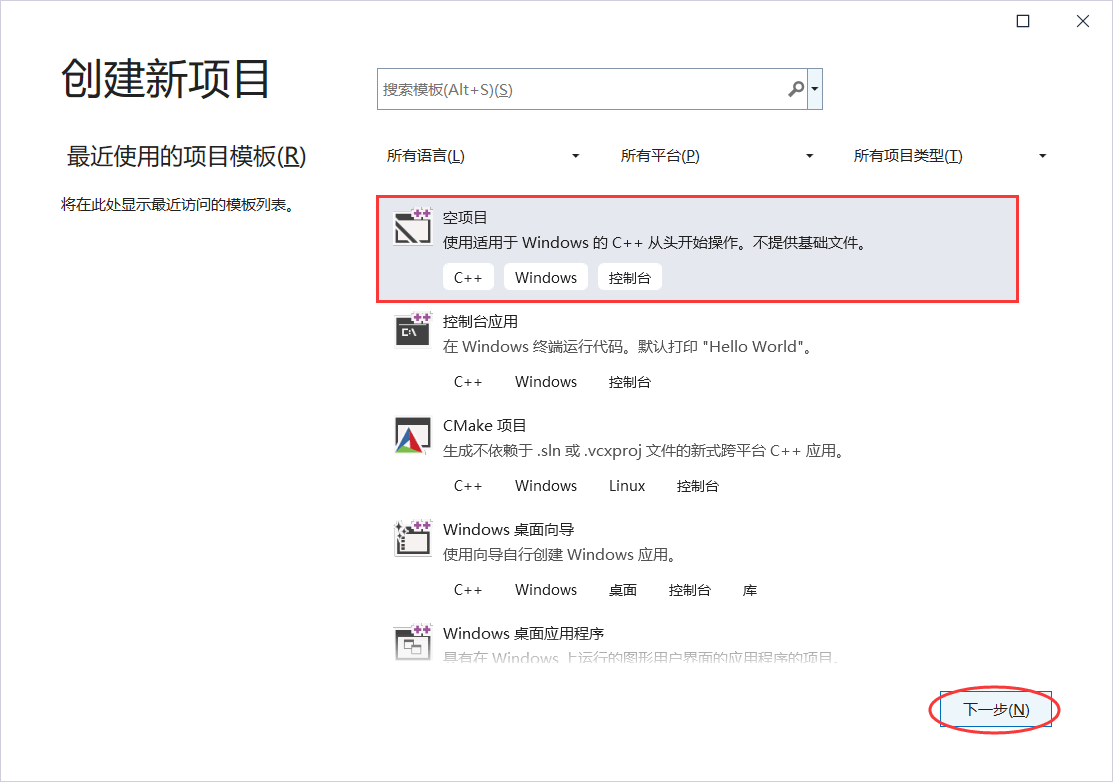 创建新项目
搜索模板(Alt+S)(S)
最近使用的项目模板(R)
所有语言(L)
所有平台(P)
所有项目类型(T)
将在此处显示最近访问的模板列表。
空项目
使用适用于 Windows 的 C++ 从头开始操作。不提供基础文件。
C++ Windows 控制台
控制台应用
C:\
在 Windows 终端运行代码。默认打印 "Hello World"。
C++ Windows 控制台
CMake 项目
生成不依赖于 .sln 或 .vcxproj 文件的新式跨平台 C++ 应用。
C++ Windows Linux 控制台
Windows 桌面向导
使用向导自行创建 Windows 应用。
C++ Windows 桌面 控制台 库
Windows 桌面应用程序
具有在 Windows 上运行的图形用户界面的应用程序的项目.
下一步(N)